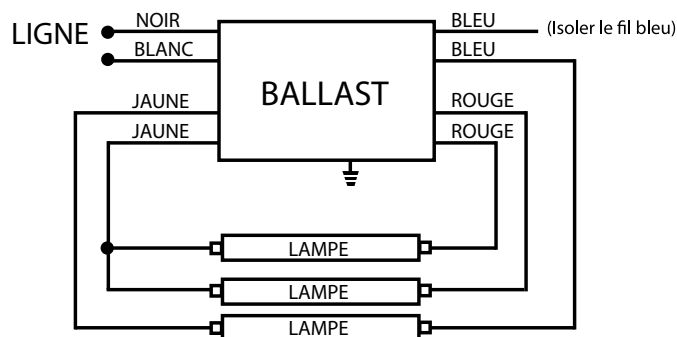 LIGNE
NOIR
BLANC
JAUNE
JAUNE
BALLAST
BLEU
(Isoler le fil bleu)
BLEU
ROUGE
ROUGE
LAMPE
LAMPE
LAMPE